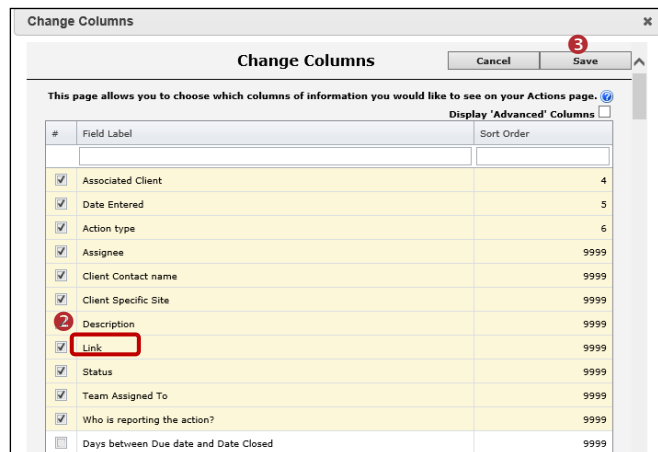 Change Columns
3
Change Columns Cancel Save
This page allows you to choose which columns of information you would like to see on your Actions page.
Display 'Advanced' Columns
# Field Label Sort Order
Associated Client 4
Date Entered 5
Action type 6
Assignee 9999
Client Contact name 9999
Client Specific Site 9999
2 Description 9999
Link 9999
Status 9999
Team Assigned To 9999
Who is reporting the action? 9999
Days between Due date and Date Closed 9999